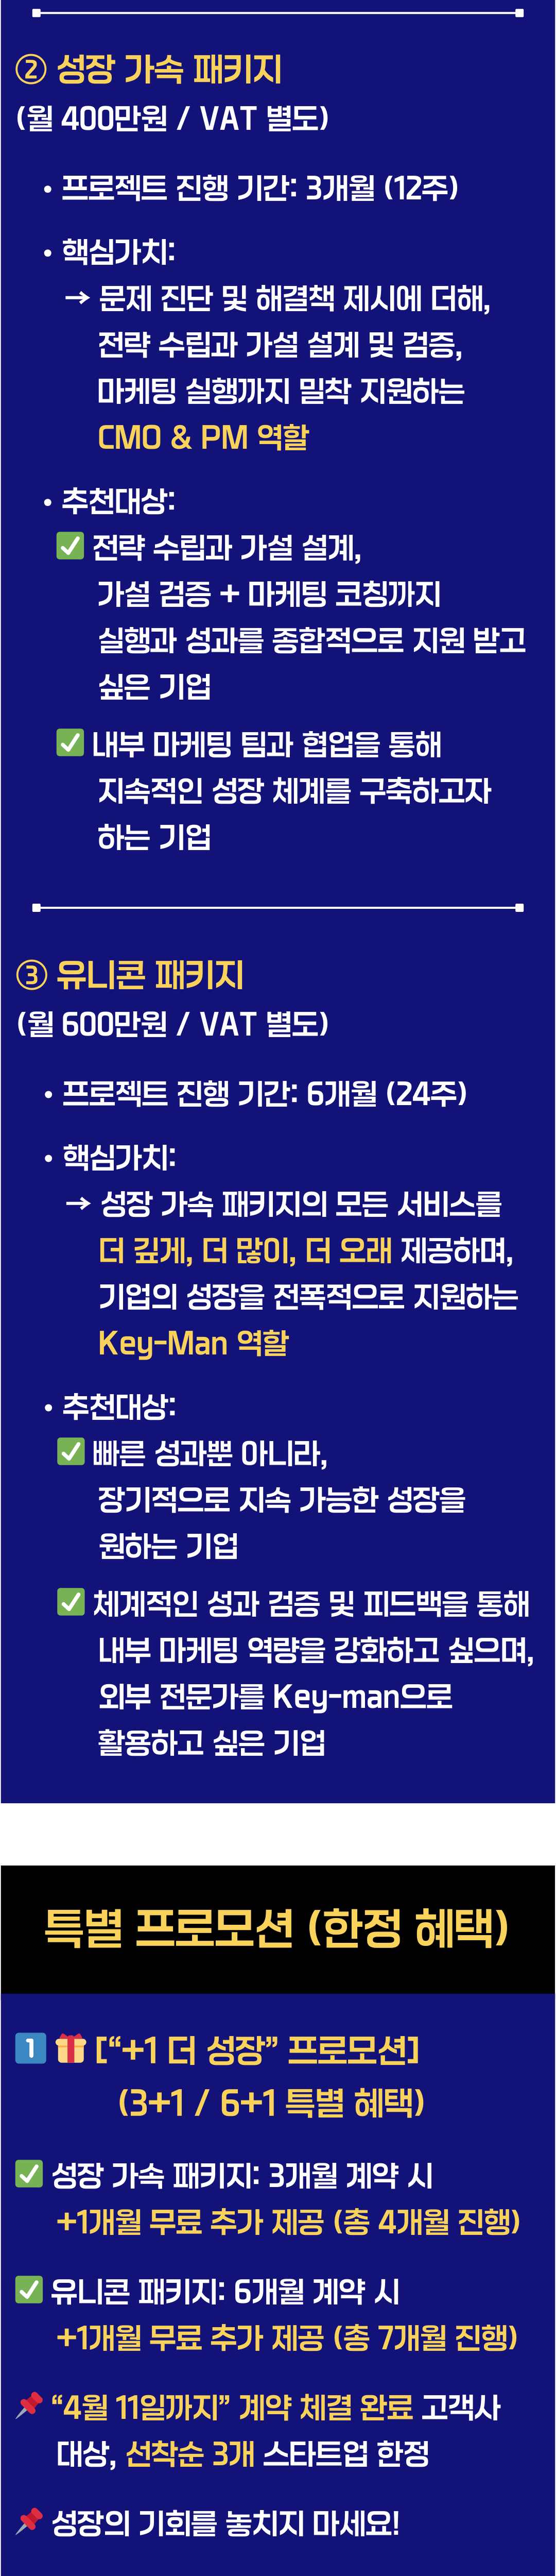 ② 성장 가속 패키지
(월 400만원 / VAT 별도)
• 프로젝트 진행 기간: 3개월 (12주)
• 핵심가치:
→ 문제 진단 및 해결책 제시에 더해,
전략 수립과 가설 설계 및 검증,
마케팅 실행까지 밀착 지원하는
CMO & PM 역할
• 추천대상:
✅ 전략 수립과 가설 설계,
가설 검증 + 마케팅 코칭까지
실행과 성과를 종합적으로 지원 받고
싶은 기업
✅ 내부 마케팅 팀과 협업을 통해
지속적인 성장 체계를 구축하고자
하는 기업
③ 유니콘 패키지
(월 600만원 / VAT 별도)
• 프로젝트 진행 기간: 6개월 (24주)
• 핵심가치:
→ 성장 가속 패키지의 모든 서비스를
더 깊게, 더 많이, 더 오래 제공하며,
기업의 성장을 전폭적으로 지원하는
Key-Man 역할
• 추천대상:
✅ 빠른 성과뿐 아니라,
장기적으로 지속 가능한 성장을
원하는 기업
✅ 체계적인 성과 검증 및 피드백을 통해
내부 마케팅 역량을 강화하고 싶으며,
외부 전문가를 Key-man으로
활용하고 싶은 기업
특별 프로모션 (한정 혜택)
1️⃣ 🎁 [“+1 더 성장” 프로모션]
(3+1 / 6+1 특별 혜택)
✅ 성장 가속 패키지: 3개월 계약 시
+1개월 무료 추가 제공 (총 4개월 진행)
✅ 유니콘 패키지: 6개월 계약 시
+1개월 무료 추가 제공 (총 7개월 진행)
📌 “4월 11일까지” 계약 체결 완료 고객사
대상, 선착순 3개 스타트업 한정
📌 성장의 기회를 놓치지 마세요!